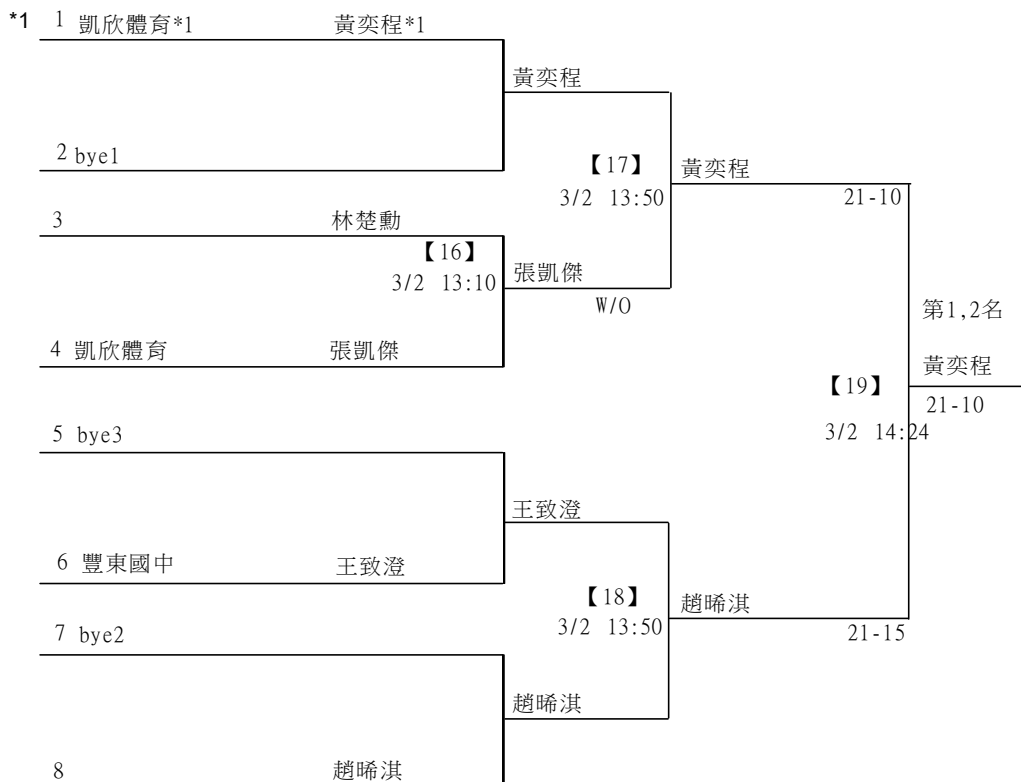 *1 1 凱欣體育*1 黃奕程*1
黃奕程
2 bye1
【17】 黃奕程
3/2 13:50 21-10
3 林楚勳
【16】
3/2 13:10 張凱傑
W/O
第1,2名
4 凱欣體育 張凱傑
黃奕程
【19】
21-10
3/2 14:24
5 bye3
王致澄
6 豐東國中 王致澄
【18】 趙晞淇
3/2 13:50 21-15
7 bye2
趙晞淇
8 趙晞淇